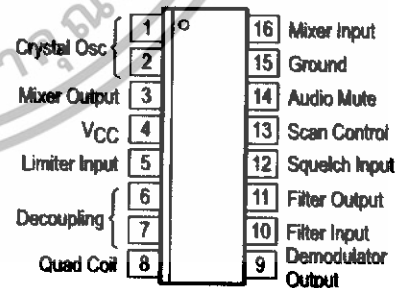 Crystal Osc
1
2
Mixer Output 3
VCC 4
Limiter Input 5
Decoupling
6
7
Quad Coil 8
16 Mixer Input
15 Ground
14 Audio Mute
13 Scan Control
12 Squelch Input
11 Filter Output
10 Filter Input
9 Demodulator
Output